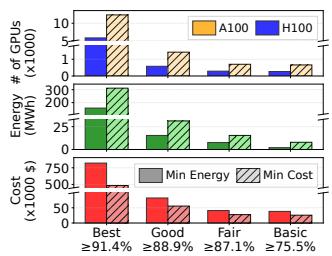 # of GPUs
(x1000)
10
5
1
0
A100
H100
Energy
(MWh)
300
200
25
0
Cost
(x1000 $)
750
500
50
0
Min Energy
Min Cost
Best
≥91.4%
Good
≥88.9%
Fair
≥87.1%
Basic
≥75.5%